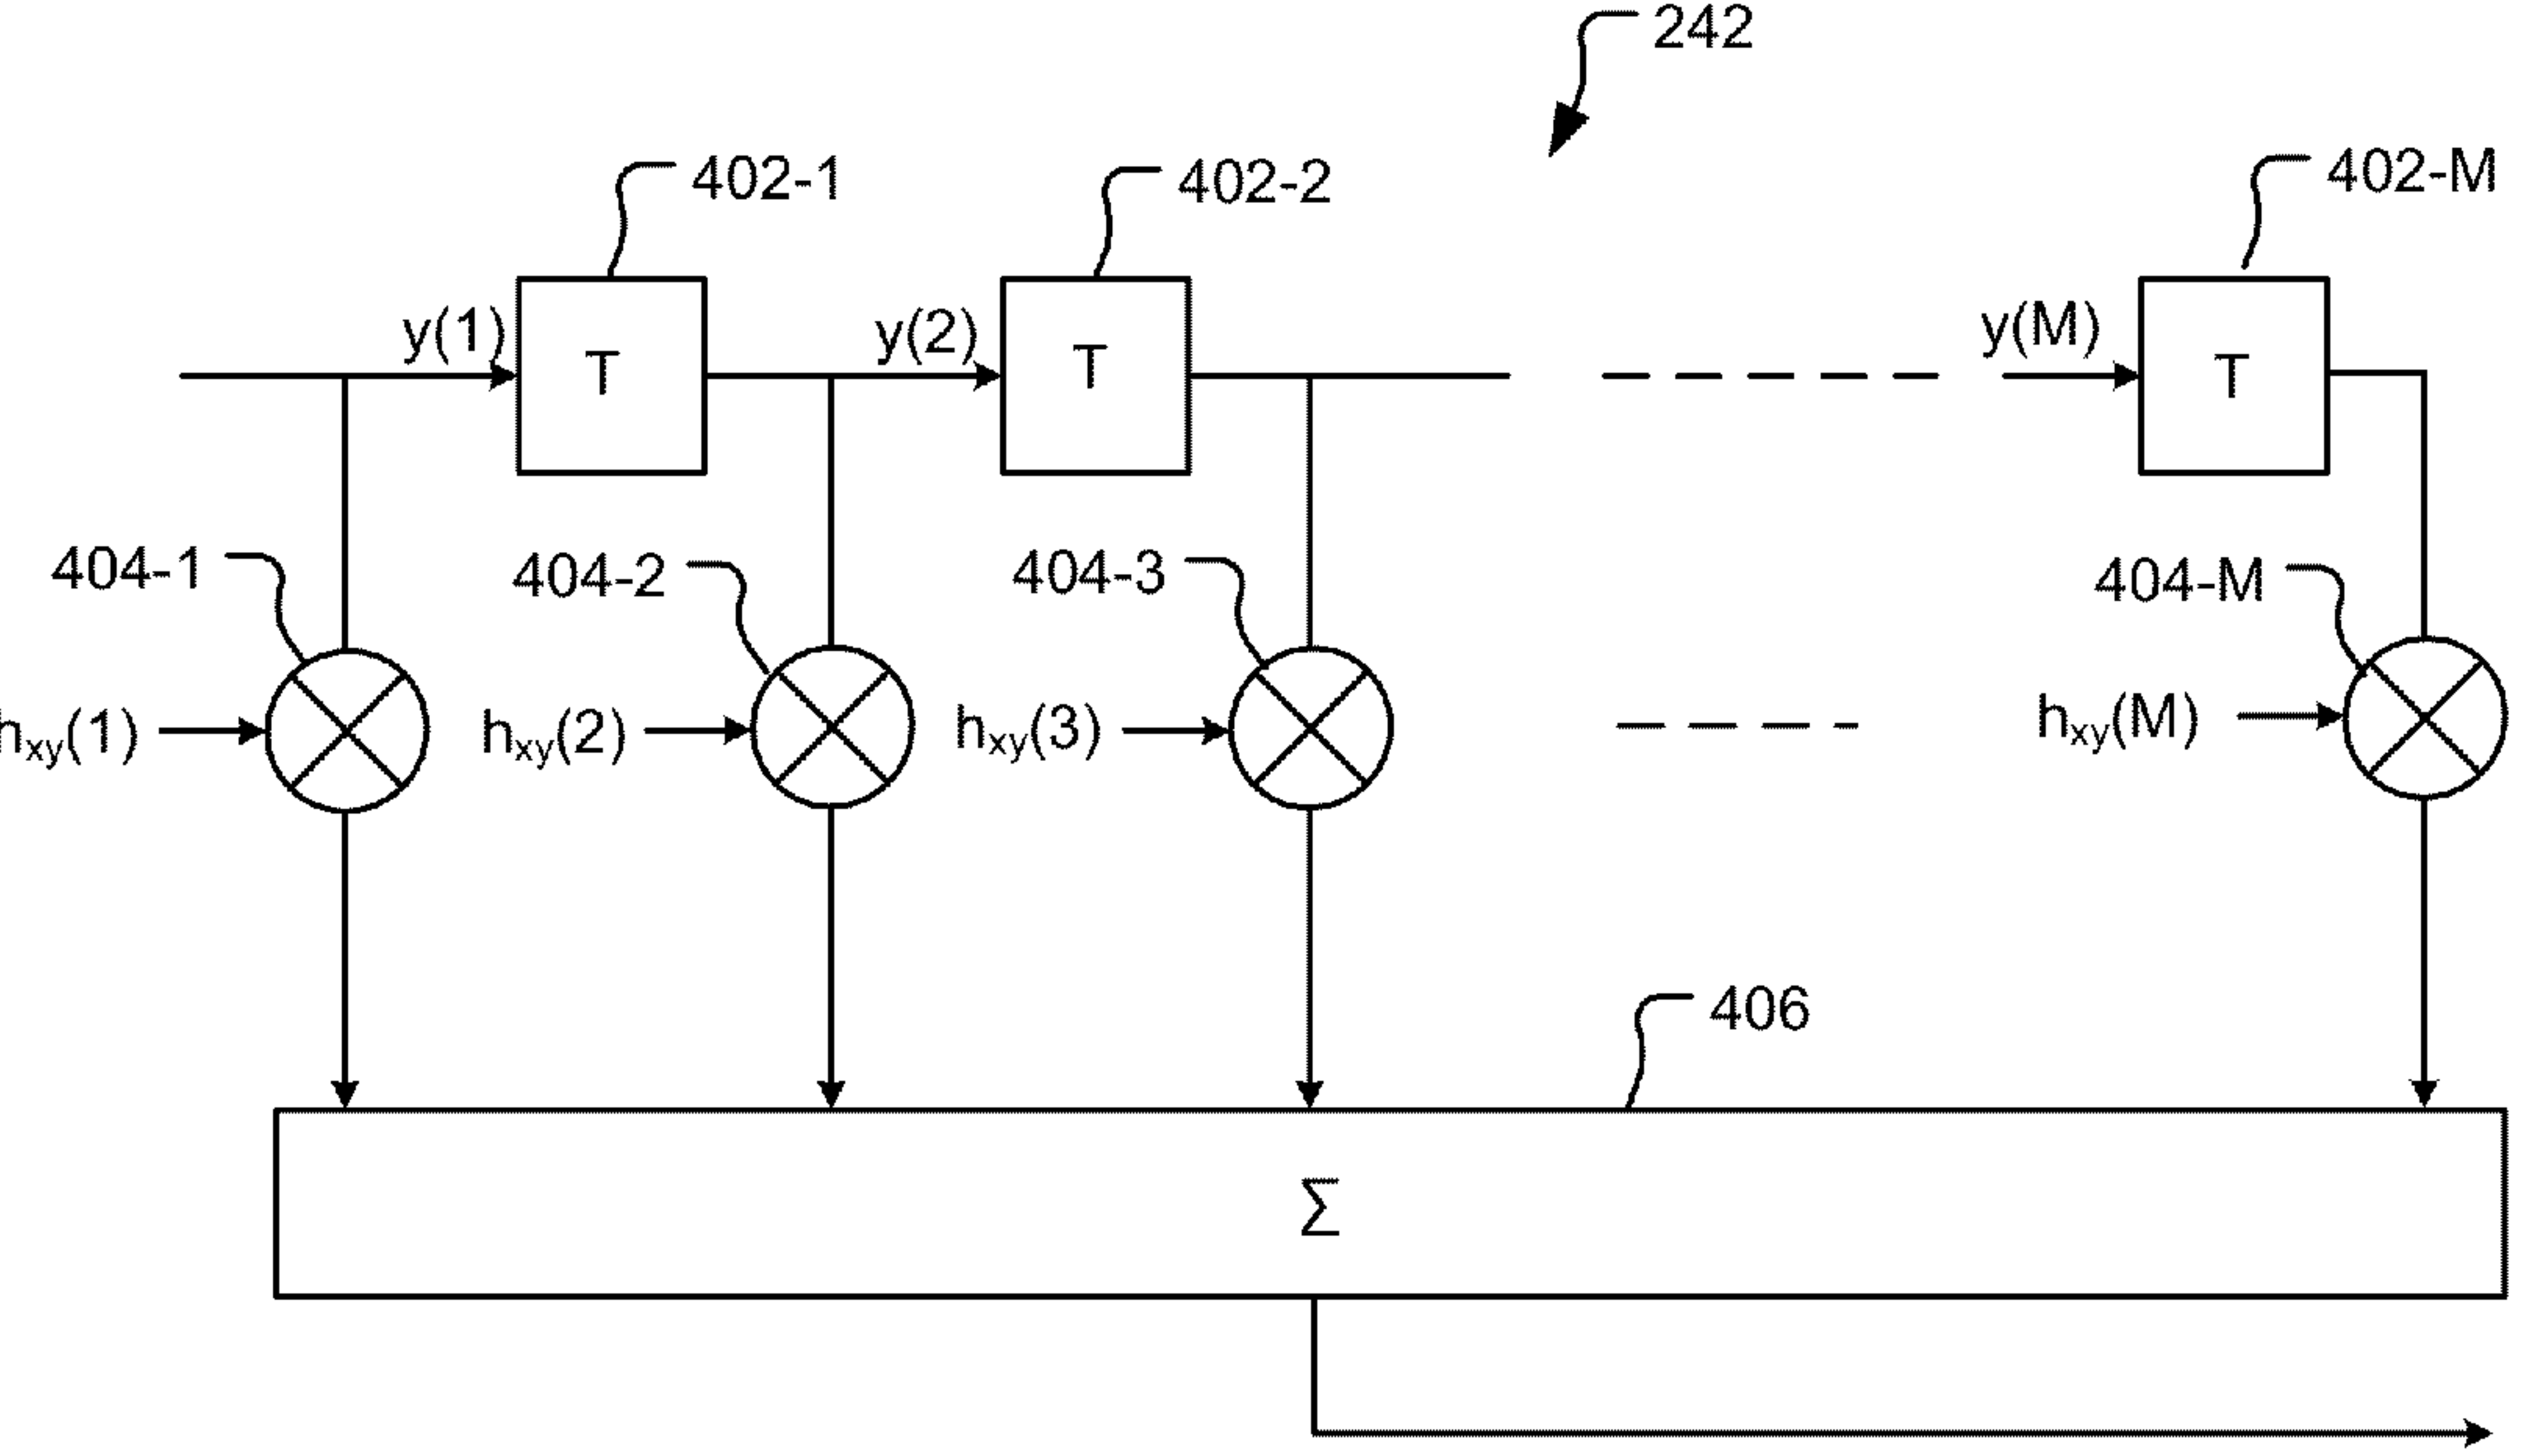 242
402-1
402-2
402-M
y(1)
y(2)
y(M)
T
T
T
404-1
404-2
404-3
404-M
hxy(1)
hxy(2)
hxy(3)
hxy(M)
406
Σ